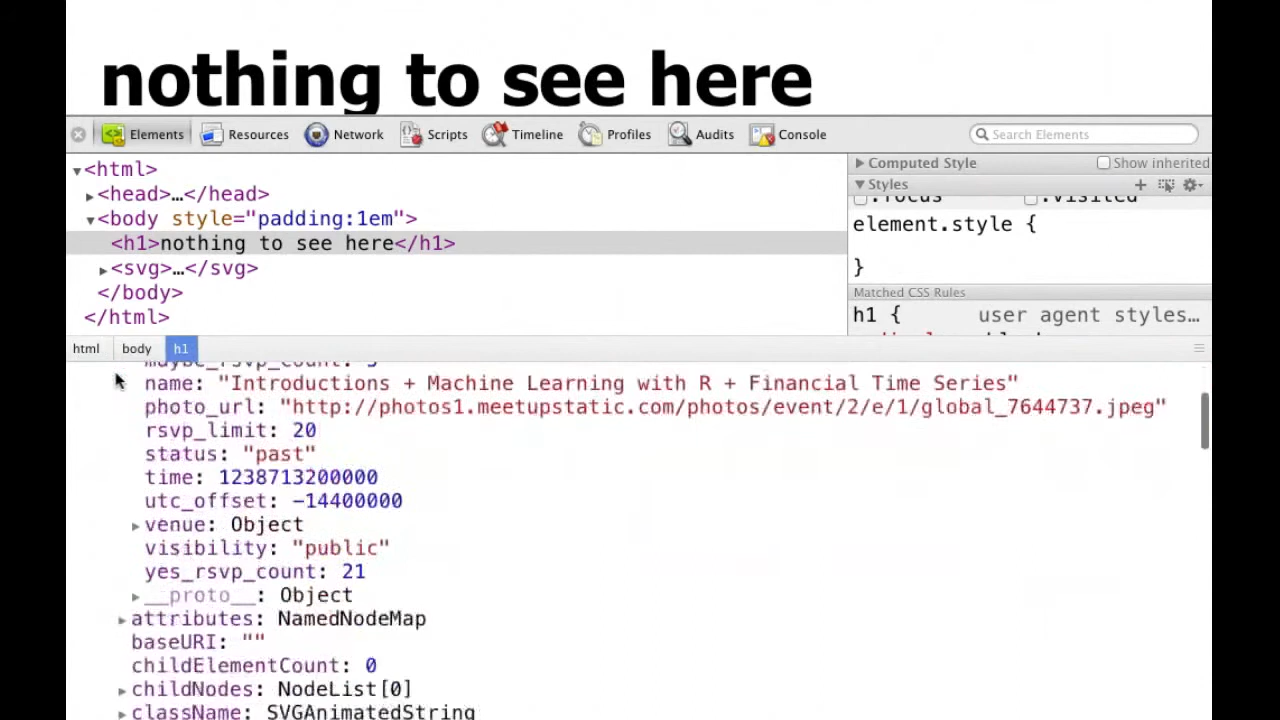 nothing to see here
Elements Resources Network Scripts Timeline Profiles Audits Console Search Elements
<html>
<head>…</head>
<body style="padding:1em">
<h1>nothing to see here</h1>
<svg>…</svg>
</body>
</html>
Computed Style Show inherited
Styles
:focus :visited
element.style {
}
Matched CSS Rules
h1 { user agent styles…
html body h1
maybe_rsvp_count:
name: "Introductions + Machine Learning with R + Financial Time Series"
photo_url: "http://photos1.meetupstatic.com/photos/event/2/e/1/global_7644737.jpeg"
rsvp_limit: 20
status: "past"
time: 1238713200000
utc_offset: -14400000
venue: Object
visibility: "public"
yes_rsvp_count: 21
__proto__: Object
attributes: NamedNodeMap
baseURI: ""
childElementCount: 0
childNodes: NodeList[0]
className: SVGAnimatedString